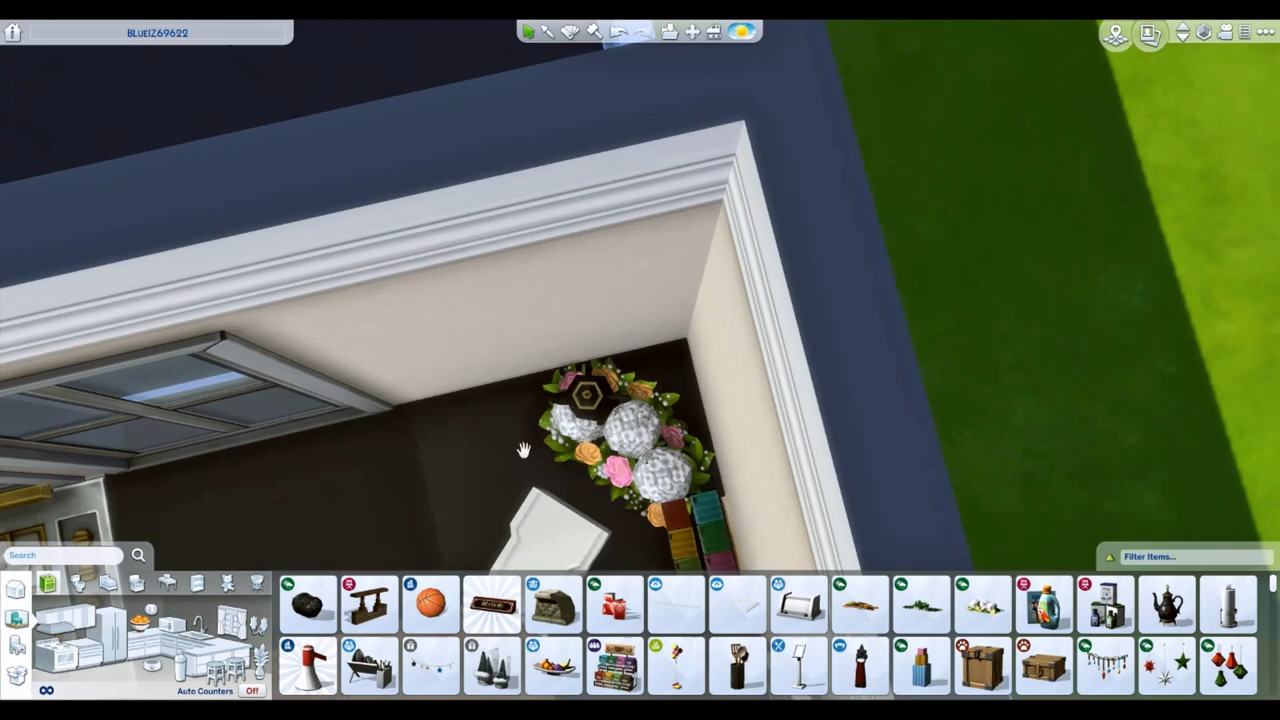 BLUEIZ69622
Search
Filter Items...
Auto Counters
Off